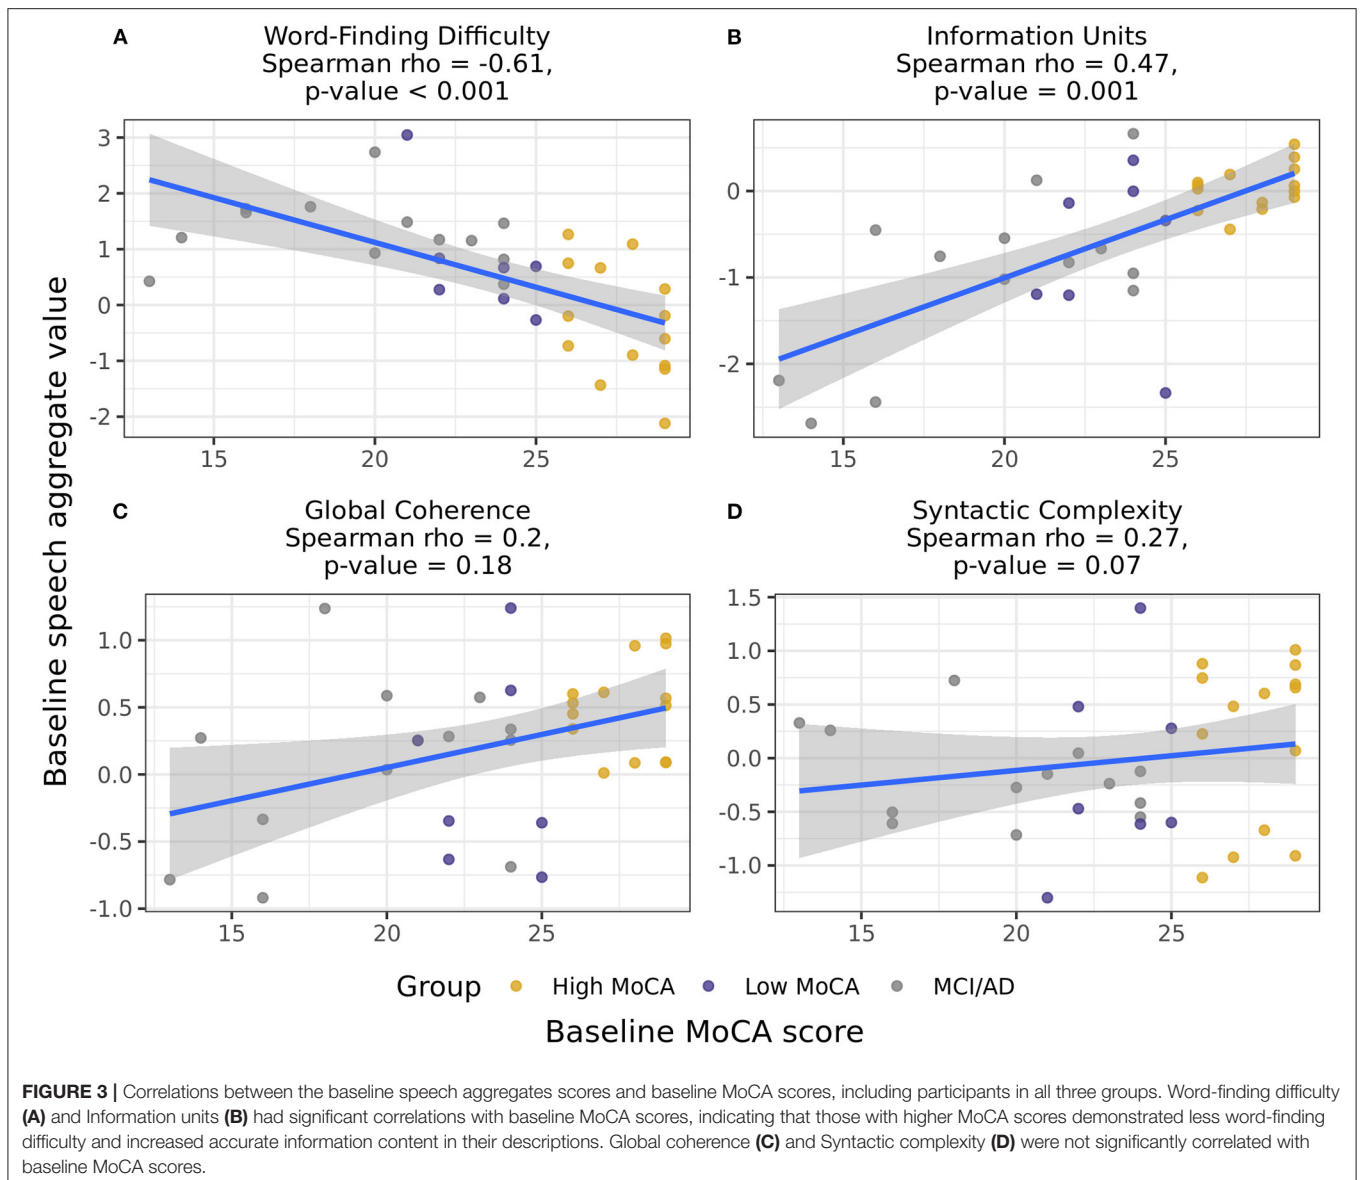 A
Word-Finding Difficulty
Spearman rho = -0.61,
p-value < 0.001
B
Information Units
Spearman rho = 0.47,
p-value = 0.001
3
2
1
0
-1
-2
15 20 25
0
-1
-2
15 20 25
Baseline speech aggregate value
C
Global Coherence
Spearman rho = 0.2,
p-value = 0.18
D
Syntactic Complexity
Spearman rho = 0.27,
p-value = 0.07
1.0
0.5
0.0
-0.5
-1.0
15 20 25
1.5
1.0
0.5
0.0
-0.5
-1.0
15 20 25
Group High MoCA Low MoCA MCI/AD
Baseline MoCA score
FIGURE 3 | Correlations between the baseline speech aggregates scores and baseline MoCA scores, including participants in all three groups. Word-finding difficulty
(A) and Information units (B) had significant correlations with baseline MoCA scores, indicating that those with higher MoCA scores demonstrated less word-finding
difficulty and increased accurate information content in their descriptions. Global coherence (C) and Syntactic complexity (D) were not significantly correlated with
baseline MoCA scores.